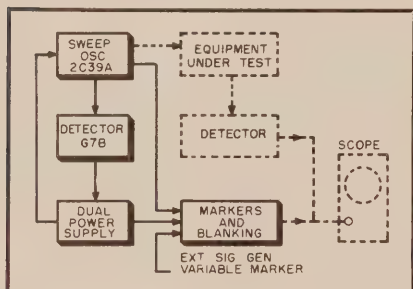 SWEEP
OSC
2C39A
EQUIPMENT
UNDER TEST
DETECTOR
G7B
DETECTOR
SCOPE
DUAL
POWER
SUPPLY
MARKERS
AND
BLANKING
EXT SIG GEN
VARIABLE MARKER